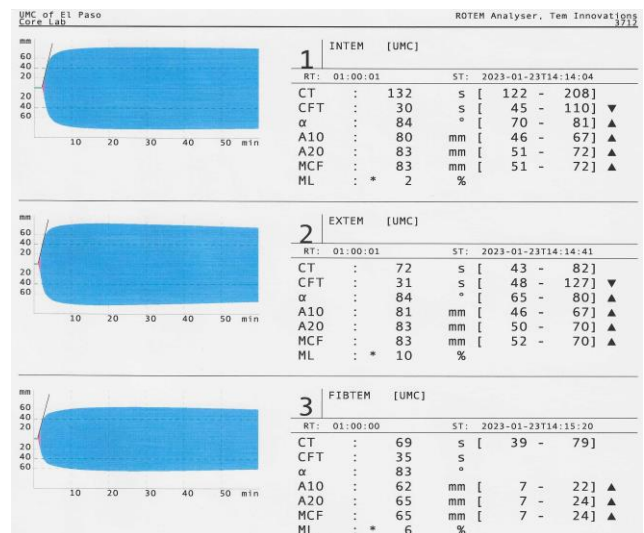 UMC of El Paso
Core Lab
ROTEM Analyser, Tem Innovations
3712
mm
60
40
20
20
40
60
10 20 30 40 50 min
1 INTEM [UMC]
RT: 01:00:01 ST: 2023-01-23T14:14:04
CT : 132 s [ 122 - 208]
CFT : 30 s [ 45 - 110] ▼
α : 84 ° [ 70 - 81] ▲
A10 : 80 mm [ 46 - 67] ▲
A20 : 83 mm [ 51 - 72] ▲
MCF : 83 mm [ 51 - 72] ▲
ML : * 2 %
mm
60
40
20
20
40
60
10 20 30 40 50 min
2 EXTEM [UMC]
RT: 01:00:01 ST: 2023-01-23T14:14:41
CT : 72 s [ 43 - 82]
CFT : 31 s [ 48 - 127] ▼
α : 84 ° [ 65 - 80] ▲
A10 : 81 mm [ 46 - 67] ▲
A20 : 83 mm [ 50 - 70] ▲
MCF : 83 mm [ 52 - 70] ▲
ML : * 10 %
mm
60
40
20
20
40
60
10 20 30 40 50 min
3 FIBTEM [UMC]
RT: 01:00:00 ST: 2023-01-23T14:15:20
CT : 69 s [ 39 - 79]
CFT : 35 s
α : 83 °
A10 : 62 mm [ 7 - 22] ▲
A20 : 65 mm [ 7 - 24] ▲
MCF : 65 mm [ 7 - 24] ▲
ML : * 6 %